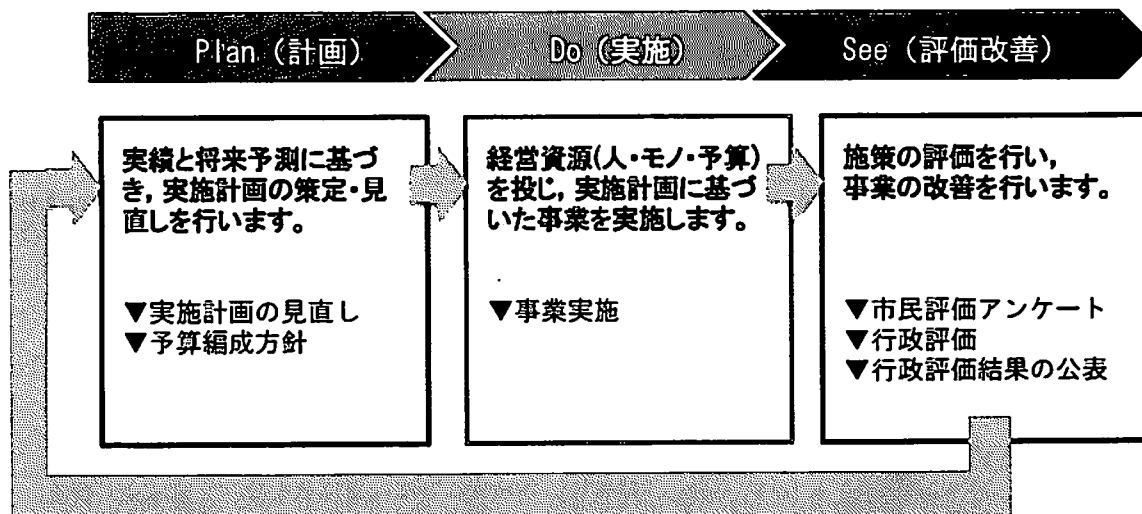 Plan（計画）
Do（実施）
See（評価改善）
実績と将来予測に基づ
き，実施計画の策定・見
直しを行います。
▼実施計画の見直し
▼予算編成方針
経営資源(人・モノ・予算)
を投じ，実施計画に基づ
いた事業を実施します。
▼事業実施
施策の評価を行い，
事業の改善を行います。
▼市民評価アンケート
▼行政評価
▼行政評価結果の公表